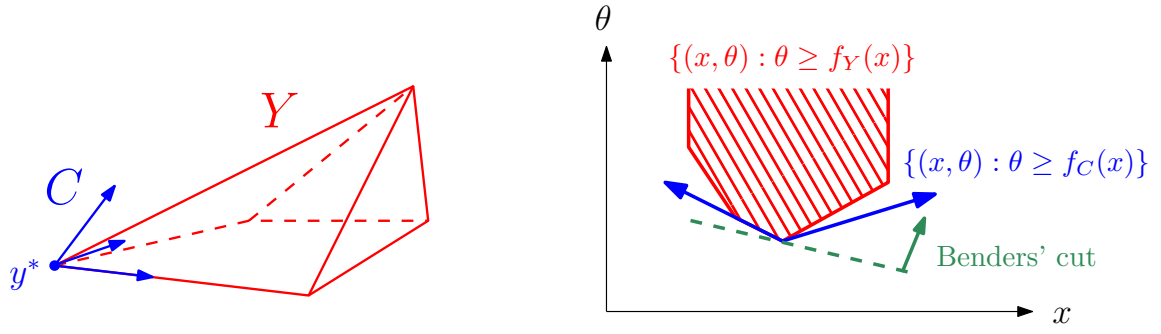 Y
C
y*
θ
{(x, θ) : θ ≥ f_Y(x)}
{(x, θ) : θ ≥ f_C(x)}
Benders' cut
x